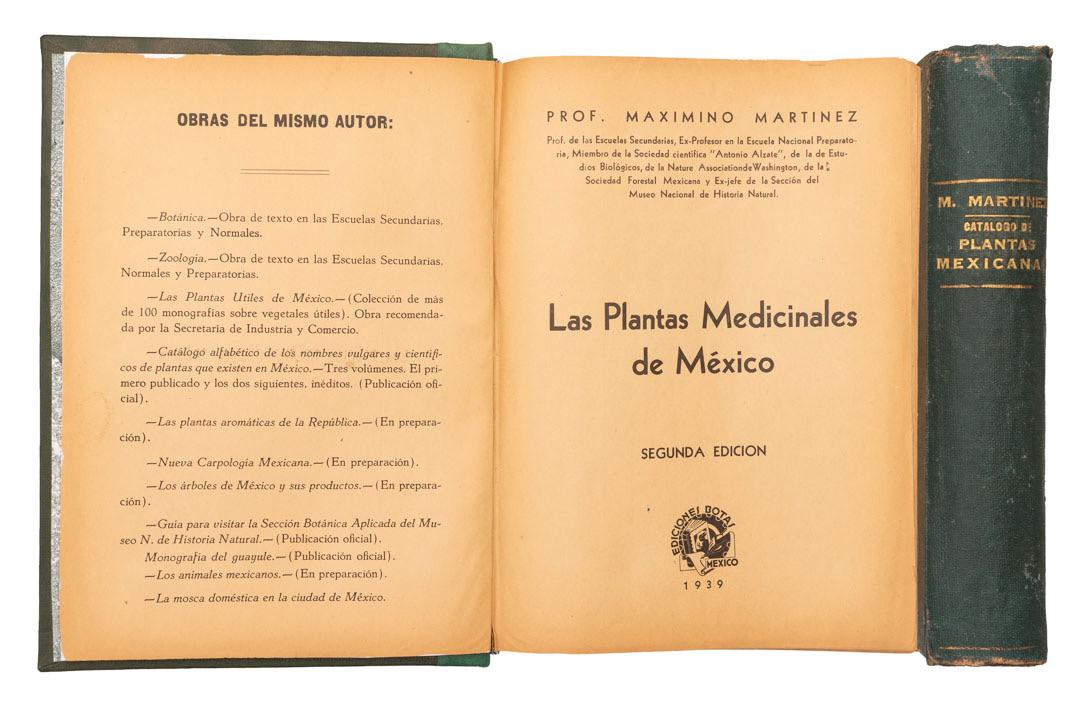 OBRAS DEL MISMO AUTOR:
—Botánica.—Obra de texto en las Escuelas Secundarias,
Preparatorias y Normales.
—Zoología.—Obra de texto en las Escuelas Secundarias,
Normales y Preparatorias.
—Las Plantas Utiles de México.—(Colección de más
de 100 monografías sobre vegetales útiles). Obra recomenda-
da por la Secretaría de Industria y Comercio.
—Catálogo alfabético de los nombres vulgares y científi-
cos de plantas que existen en México.—Tres volúmenes. El pri-
mero publicado y los dos siguientes, inéditos. (Publicación ofi-
cial).
—Las plantas aromáticas de la República.—(En prepara-
ción).
—Nueva Carpología Mexicana.—(En preparación).
—Los árboles de México y sus productos.—(En prepara-
ción).
—Guía para visitar la Sección Botánica Aplicada del Mu-
seo N. de Historia Natural.—(Publicación oficial).
Monografía del guayule.—(Publicación oficial).
—Los animales mexicanos.—(En preparación).
—La mosca doméstica en la ciudad de México.
PROF. MAXIMINO MARTINEZ
Prof. de las Escuelas Secundarias, Ex-Profesor en la Escuela Nacional Preparato-
ria, Miembro de la Sociedad científica "Antonio Alzate", de la de Estu-
dios Biológicos, de la Nature AssociationdeWashington, de la
Sociedad Forestal Mexicana y Ex-jefe de la Sección del
Museo Nacional de Historia Natural.
Las Plantas Medicinales
de México
SEGUNDA EDICION
EDICIONES BOTAS
MEXICO
1939
M. MARTINEZ
CATALOGO DE
PLANTAS
MEXICANA